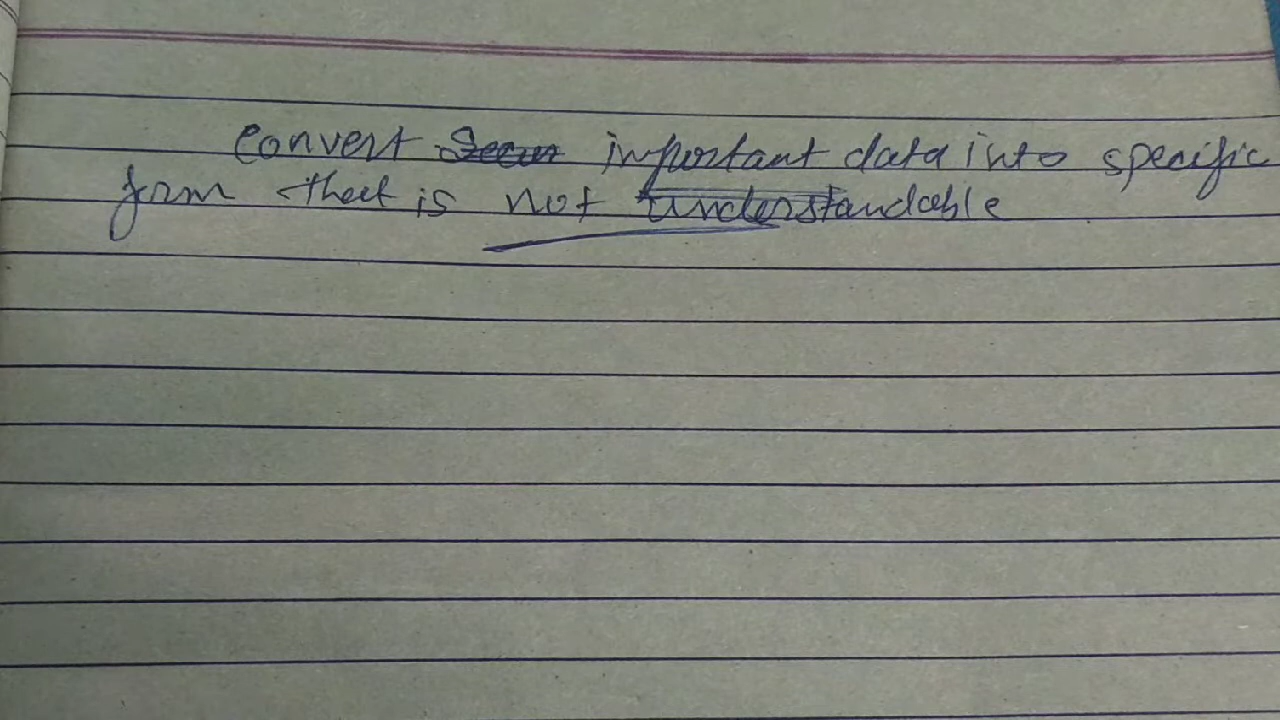 Convert important data into specific
form that is not understandable